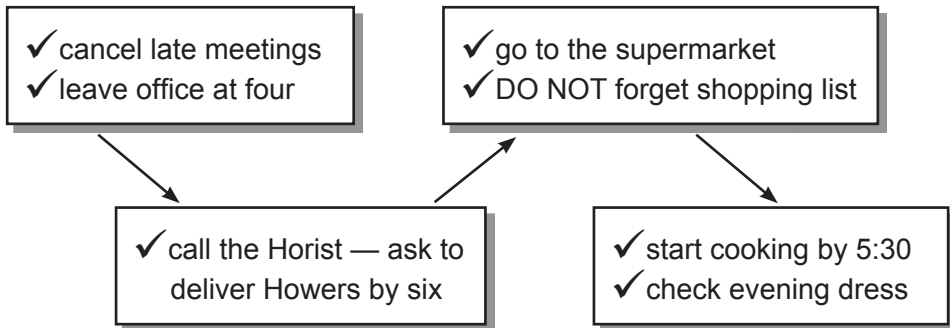 ✓ cancel late meetings
✓ leave office at four
✓ call the Horist — ask to
deliver Howers by six
✓ go to the supermarket
✓ DO NOT forget shopping list
✓ start cooking by 5:30
✓ check evening dress